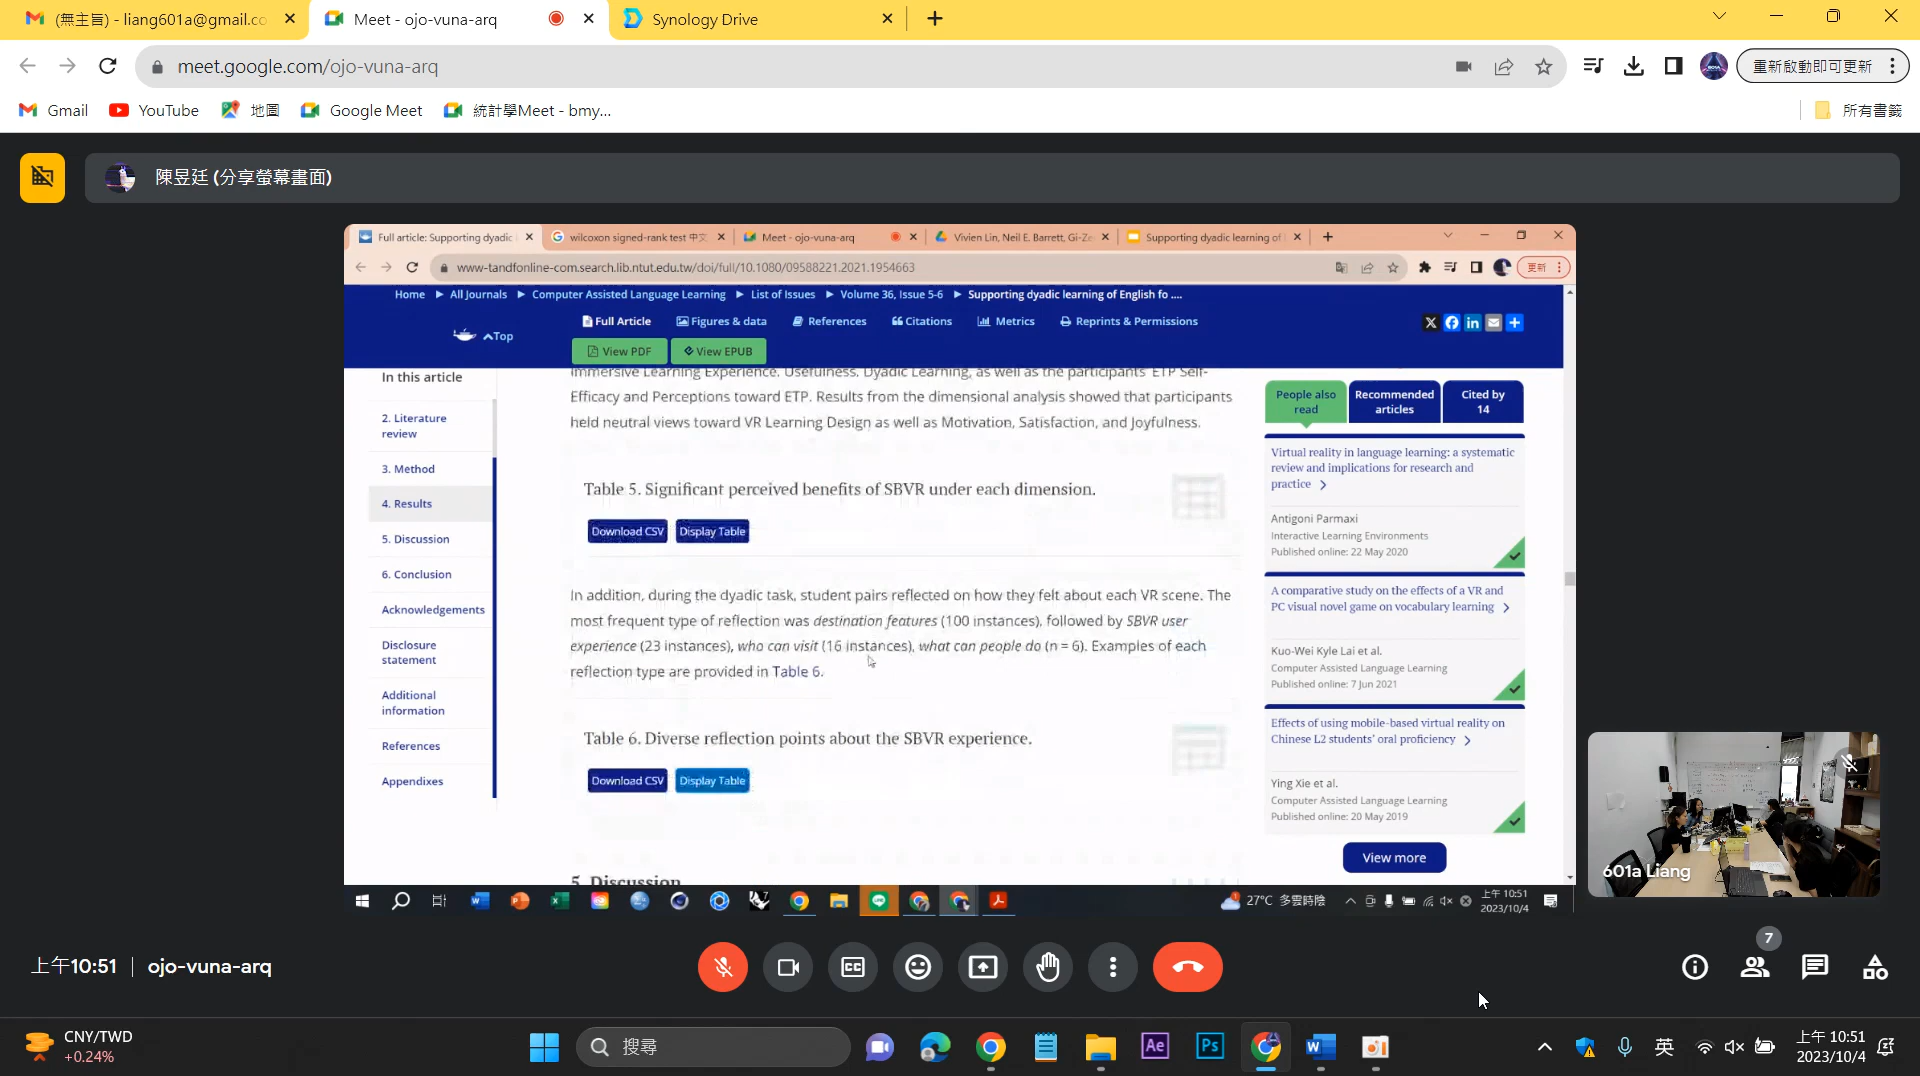 (無主旨) - liang601a@gmail.co
Meet - ojo-vuna-arq
Synology Drive
meet.google.com/ojo-vuna-arq
重新啟動即可更新
Gmail
YouTube
地圖
Google Meet
統計學Meet - bmy...
所有書籤
陳昱廷 (分享螢幕畫面)
Full article: Supporting dyadic
wilcoxon signed-rank test 中文
Meet - ojo-vuna-arq
Vivien Lin, Neil E. Barrett, Gi-Ze
Supporting dyadic learning of
www-tandfonline-com.search.lib.ntut.edu.tw/doi/full/10.1080/09588221.2021.1954663
更新
Home ▶ All Journals ▶ Computer Assisted Language Learning ▶ List of Issues ▶ Volume 36, Issue 5-6 ▶ Supporting dyadic learning of English fo ....
Top
Full Article
Figures & data
References
Citations
Metrics
Reprints & Permissions
View PDF
View EPUB
In this article
2. Literature
review
3. Method
4. Results
5. Discussion
6. Conclusion
Acknowledgements
Disclosure
statement
Additional
information
References
Appendixes
Immersive Learning Experience, Usefulness, Dyadic Learning, as well as the participants' ETP Self-
Efficacy and Perceptions toward ETP. Results from the dimensional analysis showed that participants
held neutral views toward VR Learning Design as well as Motivation, Satisfaction, and Joyfulness.
Table 5. Significant perceived benefits of SBVR under each dimension.
Download CSV
Display Table
In addition, during the dyadic task, student pairs reflected on how they felt about each VR scene. The
most frequent type of reflection was destination features (100 instances), followed by SBVR user
experience (23 instances), who can visit (16 instances), what can people do (n = 6). Examples of each
reflection type are provided in Table 6.
Table 6. Diverse reflection points about the SBVR experience.
Download CSV
Display Table
5. Discussion
People also
read
Recommended
articles
Cited by
14
Virtual reality in language learning: a systematic
review and implications for research and
practice
Antigoni Parmaxi
Interactive Learning Environments
Published online: 22 May 2020
A comparative study on the effects of a VR and
PC visual novel game on vocabulary learning
Kuo-Wei Kyle Lai et al.
Computer Assisted Language Learning
Published online: 7 Jun 2021
Effects of using mobile-based virtual reality on
Chinese L2 students' oral proficiency
Ying Xie et al.
Computer Assisted Language Learning
Published online: 20 May 2019
View more
27°C 多雲時陰
上午 10:51
2023/10/4
601a Liang
上午10:51
ojo-vuna-arq
7
CNY/TWD
+0.24%
搜尋
Ae
Ps
英
上午 10:51
2023/10/4